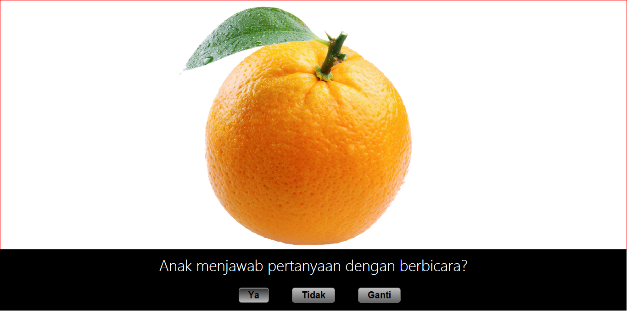 Anak menjawab pertanyaan dengan berbicara?
Ya Tidak Ganti